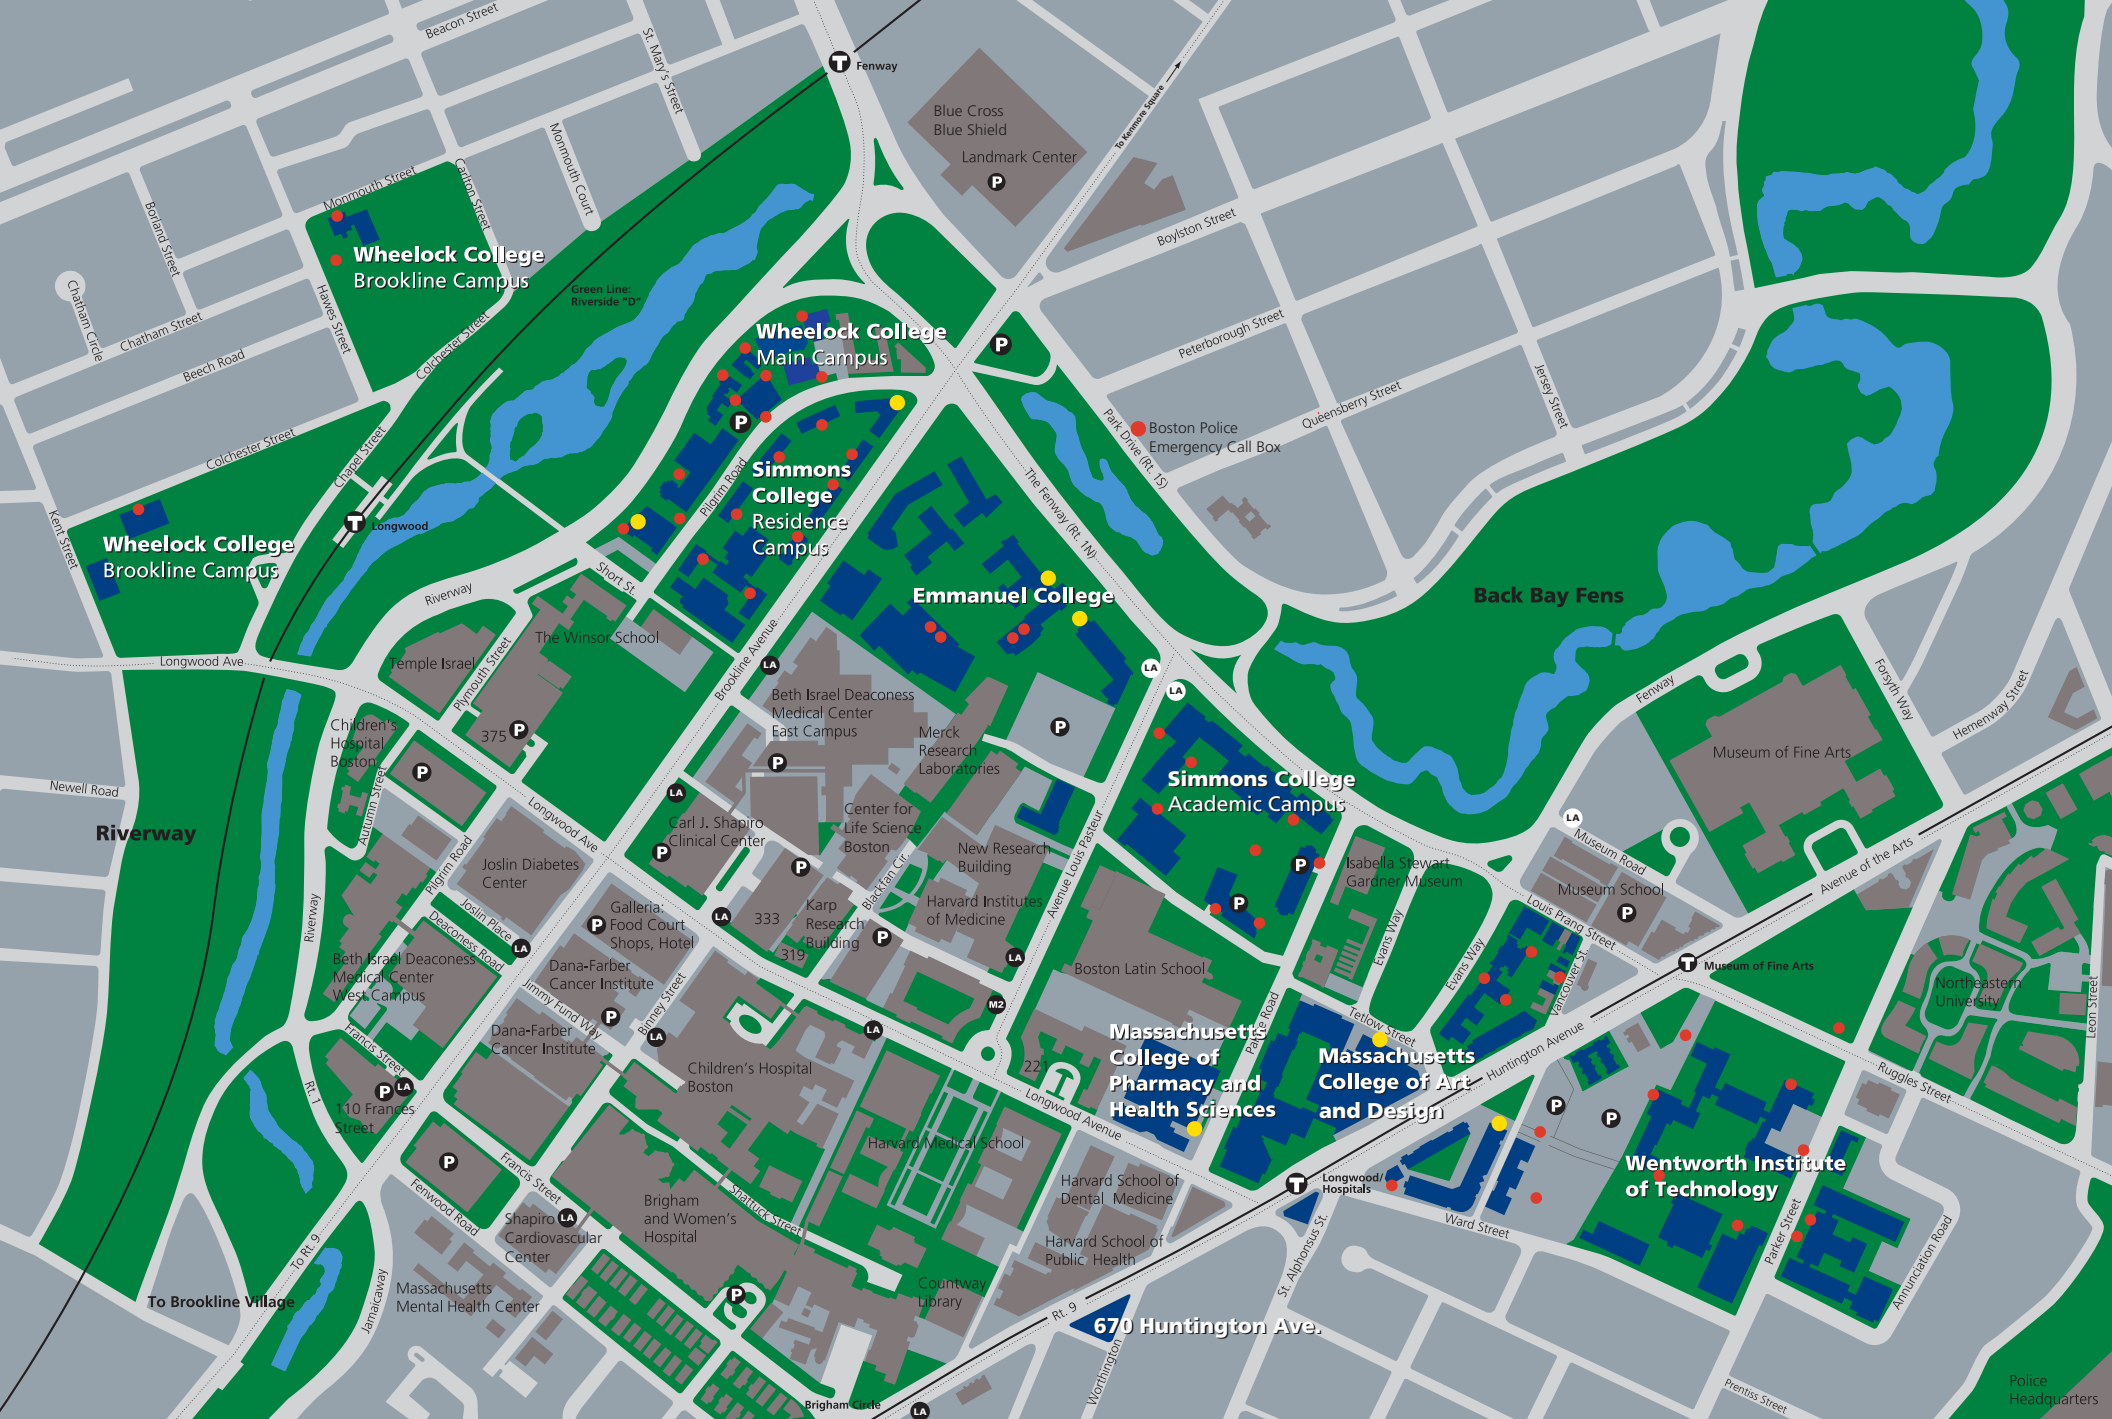 Beacon Street
St. Mary's Street
T
Fenway
Blue Cross
Blue Shield
Landmark Center
P
To Kenmore Square
Monmouth Street
Carlton Street
Monmouth Court
Borland Street
Boylston Street
Wheelock College
Brookline Campus
Green Line:
Riverside "D"
Chatham Circle
Chatham Street
Hawes Street
Beech Road
Colchester Street
Wheelock College
Main Campus
P
P
Peterborough Street
Jersey Street
Queensberry Street
Park Drive (Rt. 1S)
Boston Police
Emergency Call Box
Colchester Street
Chapel Street
Pilgrim Road
Simmons
College
Residence
Campus
The Fenway (Rt. 1N)
Kent Street
T
Longwood
Wheelock College
Brookline Campus
Riverway
Short St.
Emmanuel College
Back Bay Fens
The Winsor School
Temple Israel
Longwood Ave
Plymouth Street
Brookline Avenue
LA
LA
LA
Fenway
Forsyth Way
Hemenway Street
Beth Israel Deaconess
Medical Center
East Campus
Merck
Research
Laboratories
P
P
Children's
Hospital
Boston
375
P
P
Museum of Fine Arts
Simmons College
Academic Campus
Newell Road
Riverway
Autumn Street
Longwood Ave
LA
Carl J. Shapiro
Clinical Center
P
P
Center for
Life Science
Boston
New Research
Building
Avenue Louis Pasteur
LA
Museum Road
Avenue of the Arts
Isabella Stewart
Gardner Museum
P
P
Museum School
P
Joslin Diabetes
Center
Pilgrim Road
Joslin Place
Deaconess Road
LA
Galleria:
Food Court
Shops, Hotel
P
LA
333
319
Karp
Research
Building
Blackfan Cir.
P
Harvard Institutes
of Medicine
LA
Louis Prang Street
Evans Way
Evans Way
Vancouver St.
T
Museum of Fine Arts
Northeastern
University
Leon Street
Riverway
Beth Israel Deaconess
Medical Center
West Campus
Dana-Farber
Cancer Institute
P
Jimmy Fund Way
Binney Street
LA
Dana-Farber
Cancer Institute
Boston Latin School
M2
LA
Palace Road
Tetlow Street
Massachusetts
College of
Pharmacy and
Health Sciences
Massachusetts
College of Art
and Design
Huntington Avenue
Ruggles Street
Francis Street
Rt. 1
P
LA
110 Frances
Street
Children's Hospital
Boston
221
Longwood Avenue
Harvard Medical School
P
P
Wentworth Institute
of Technology
P
Francis Street
Fenwood Road
Shattuck Street
Brigham
and Women's
Hospital
Shapiro
Cardiovascular
Center
LA
Harvard School of
Dental Medicine
Harvard School of
Public Health
T
Longwood/
Hospitals
Ward Street
St. Alphonsus St.
Parker Street
Annunciation Road
To Rt. 9
To Brookline Village
Jamaicaway
Massachusetts
Mental Health Center
P
Countway
Library
Rt. 9
670 Huntington Ave.
Worthington
Brigham Circle
LA
Prentiss Street
Police
Headquarters